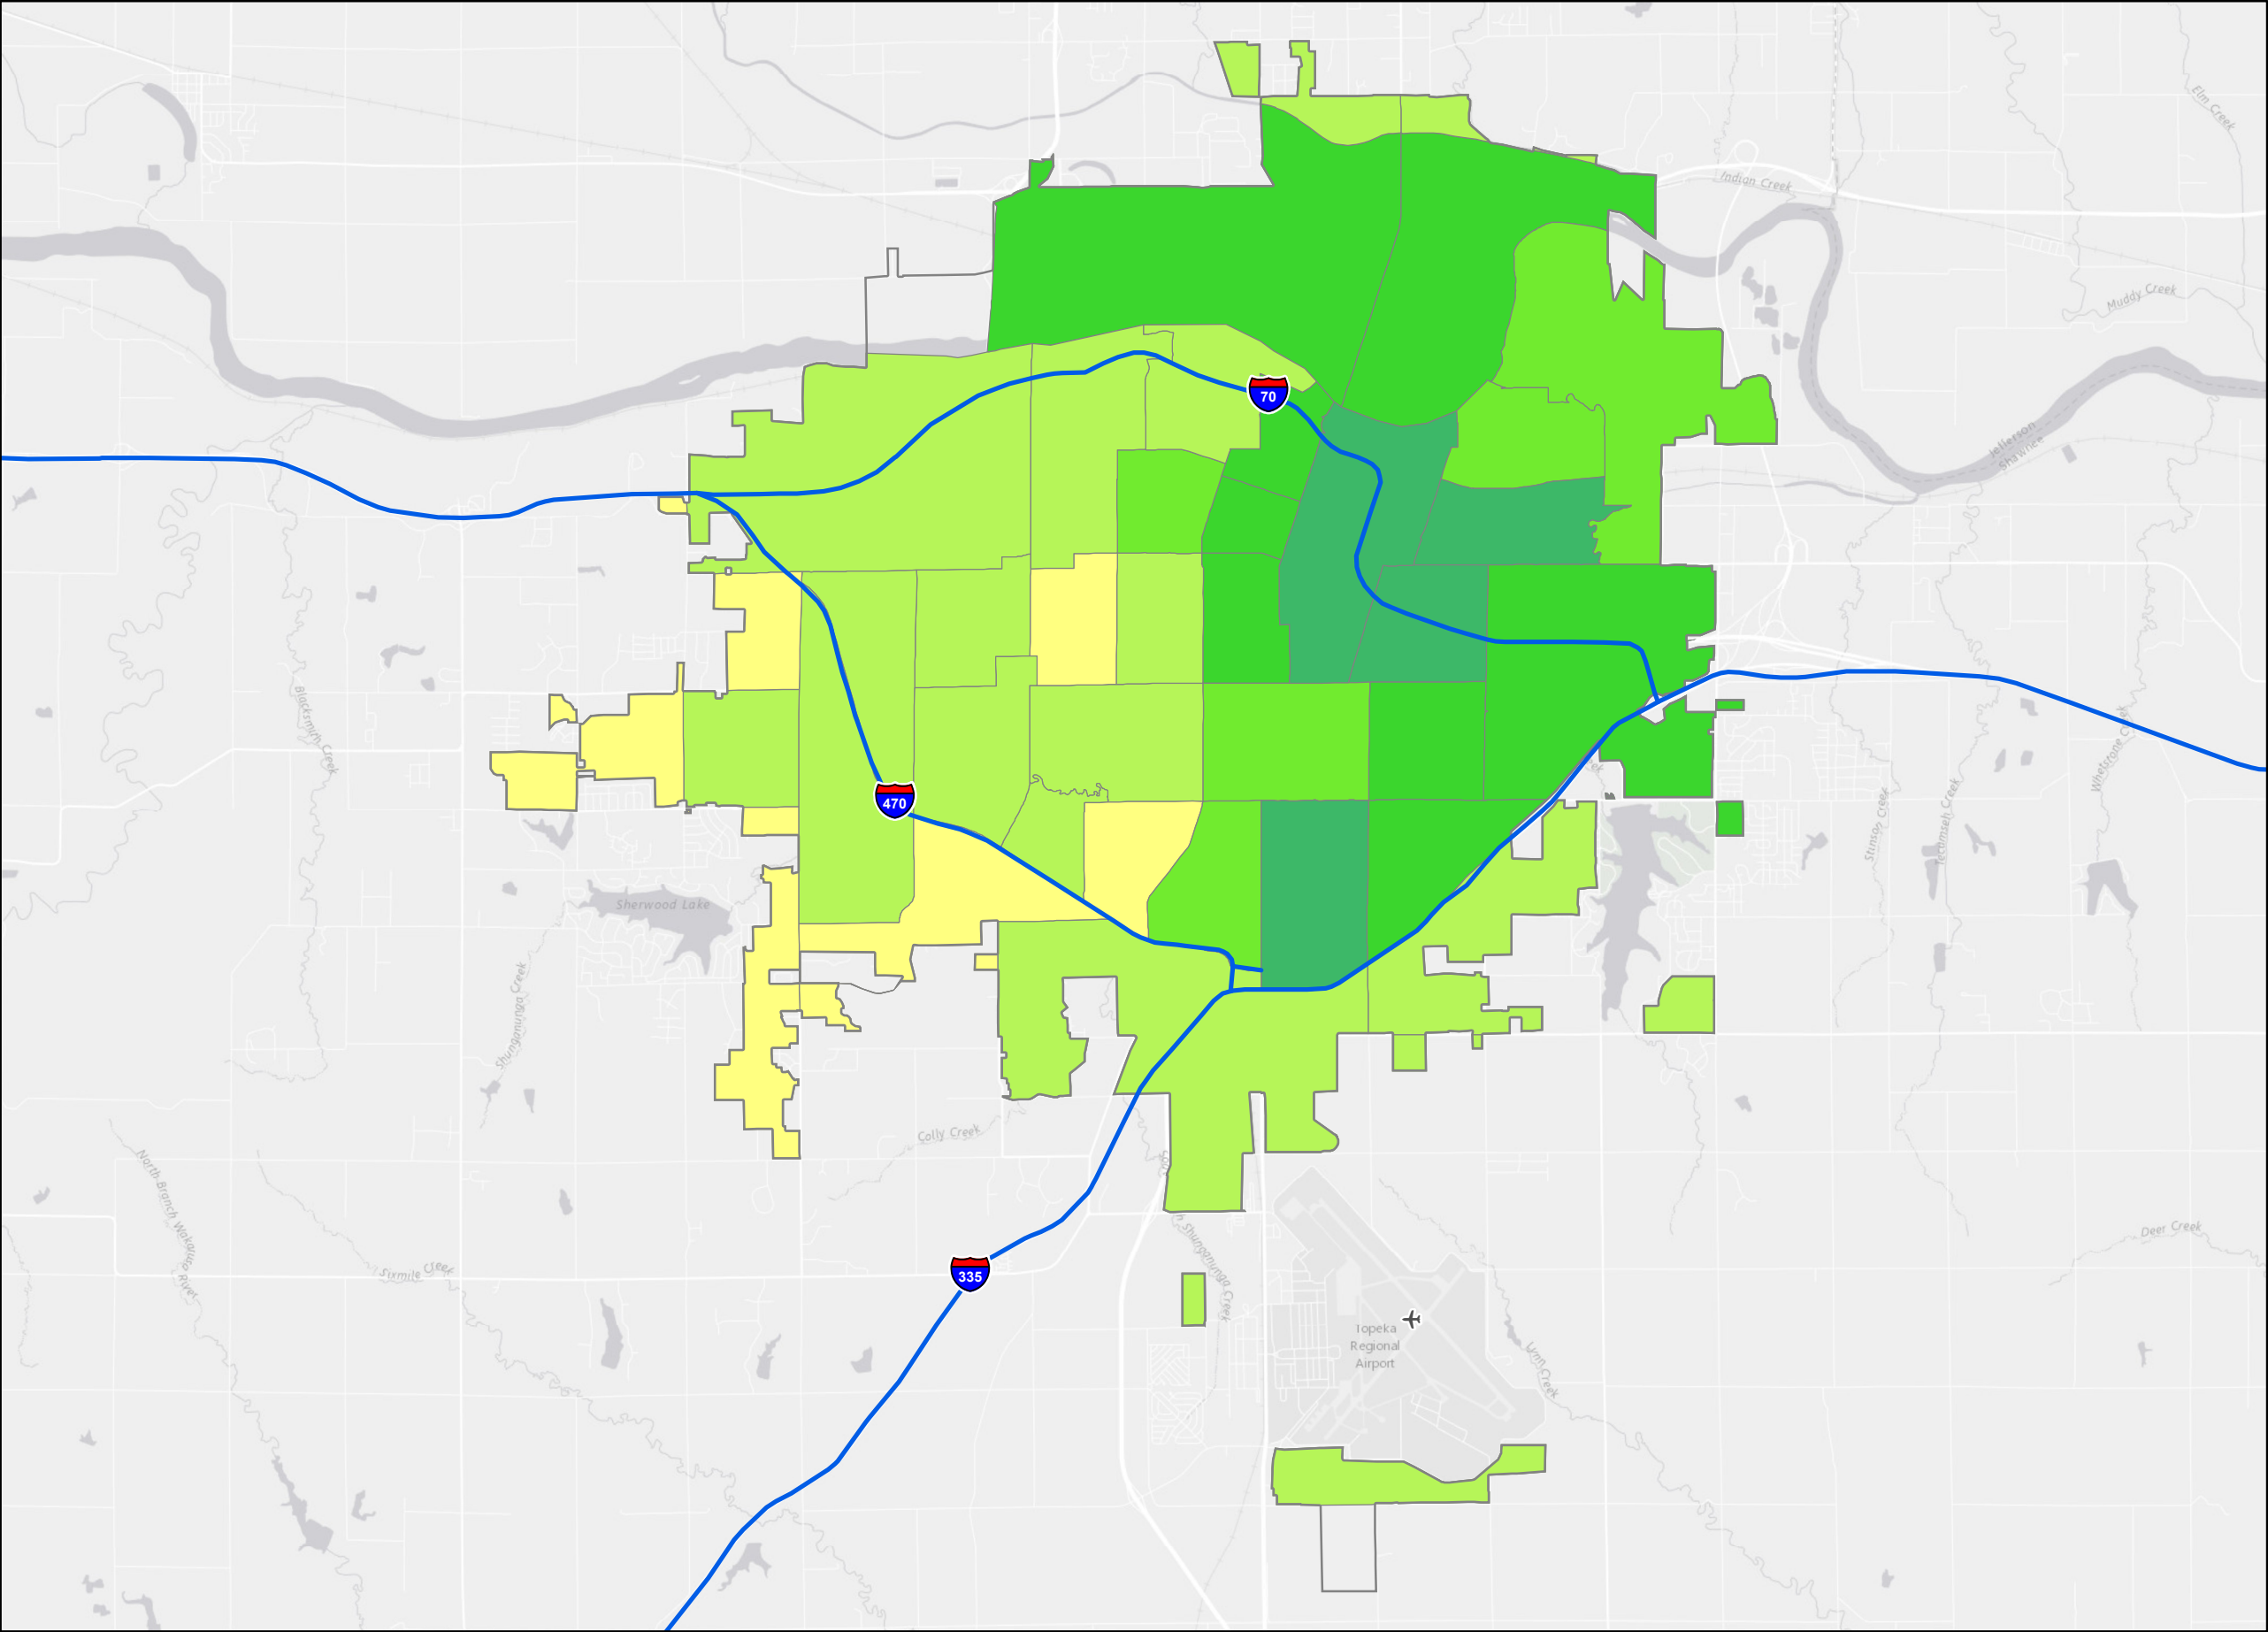 Elm Creek
Indian Creek
Muddy Creek
70
Jefferson
Shawnee
Blacksmith Creek
Whetstone Creek
470
Stinson Creek
Tecumseh Creek
Sherwood Lake
Shunganunga Creek
Colly Creek
North Branch Wakarusa River
Shunganunga Creek
Deer Creek
Sixmile Creek
335
Topeka
Regional
Airport
Lynn Creek